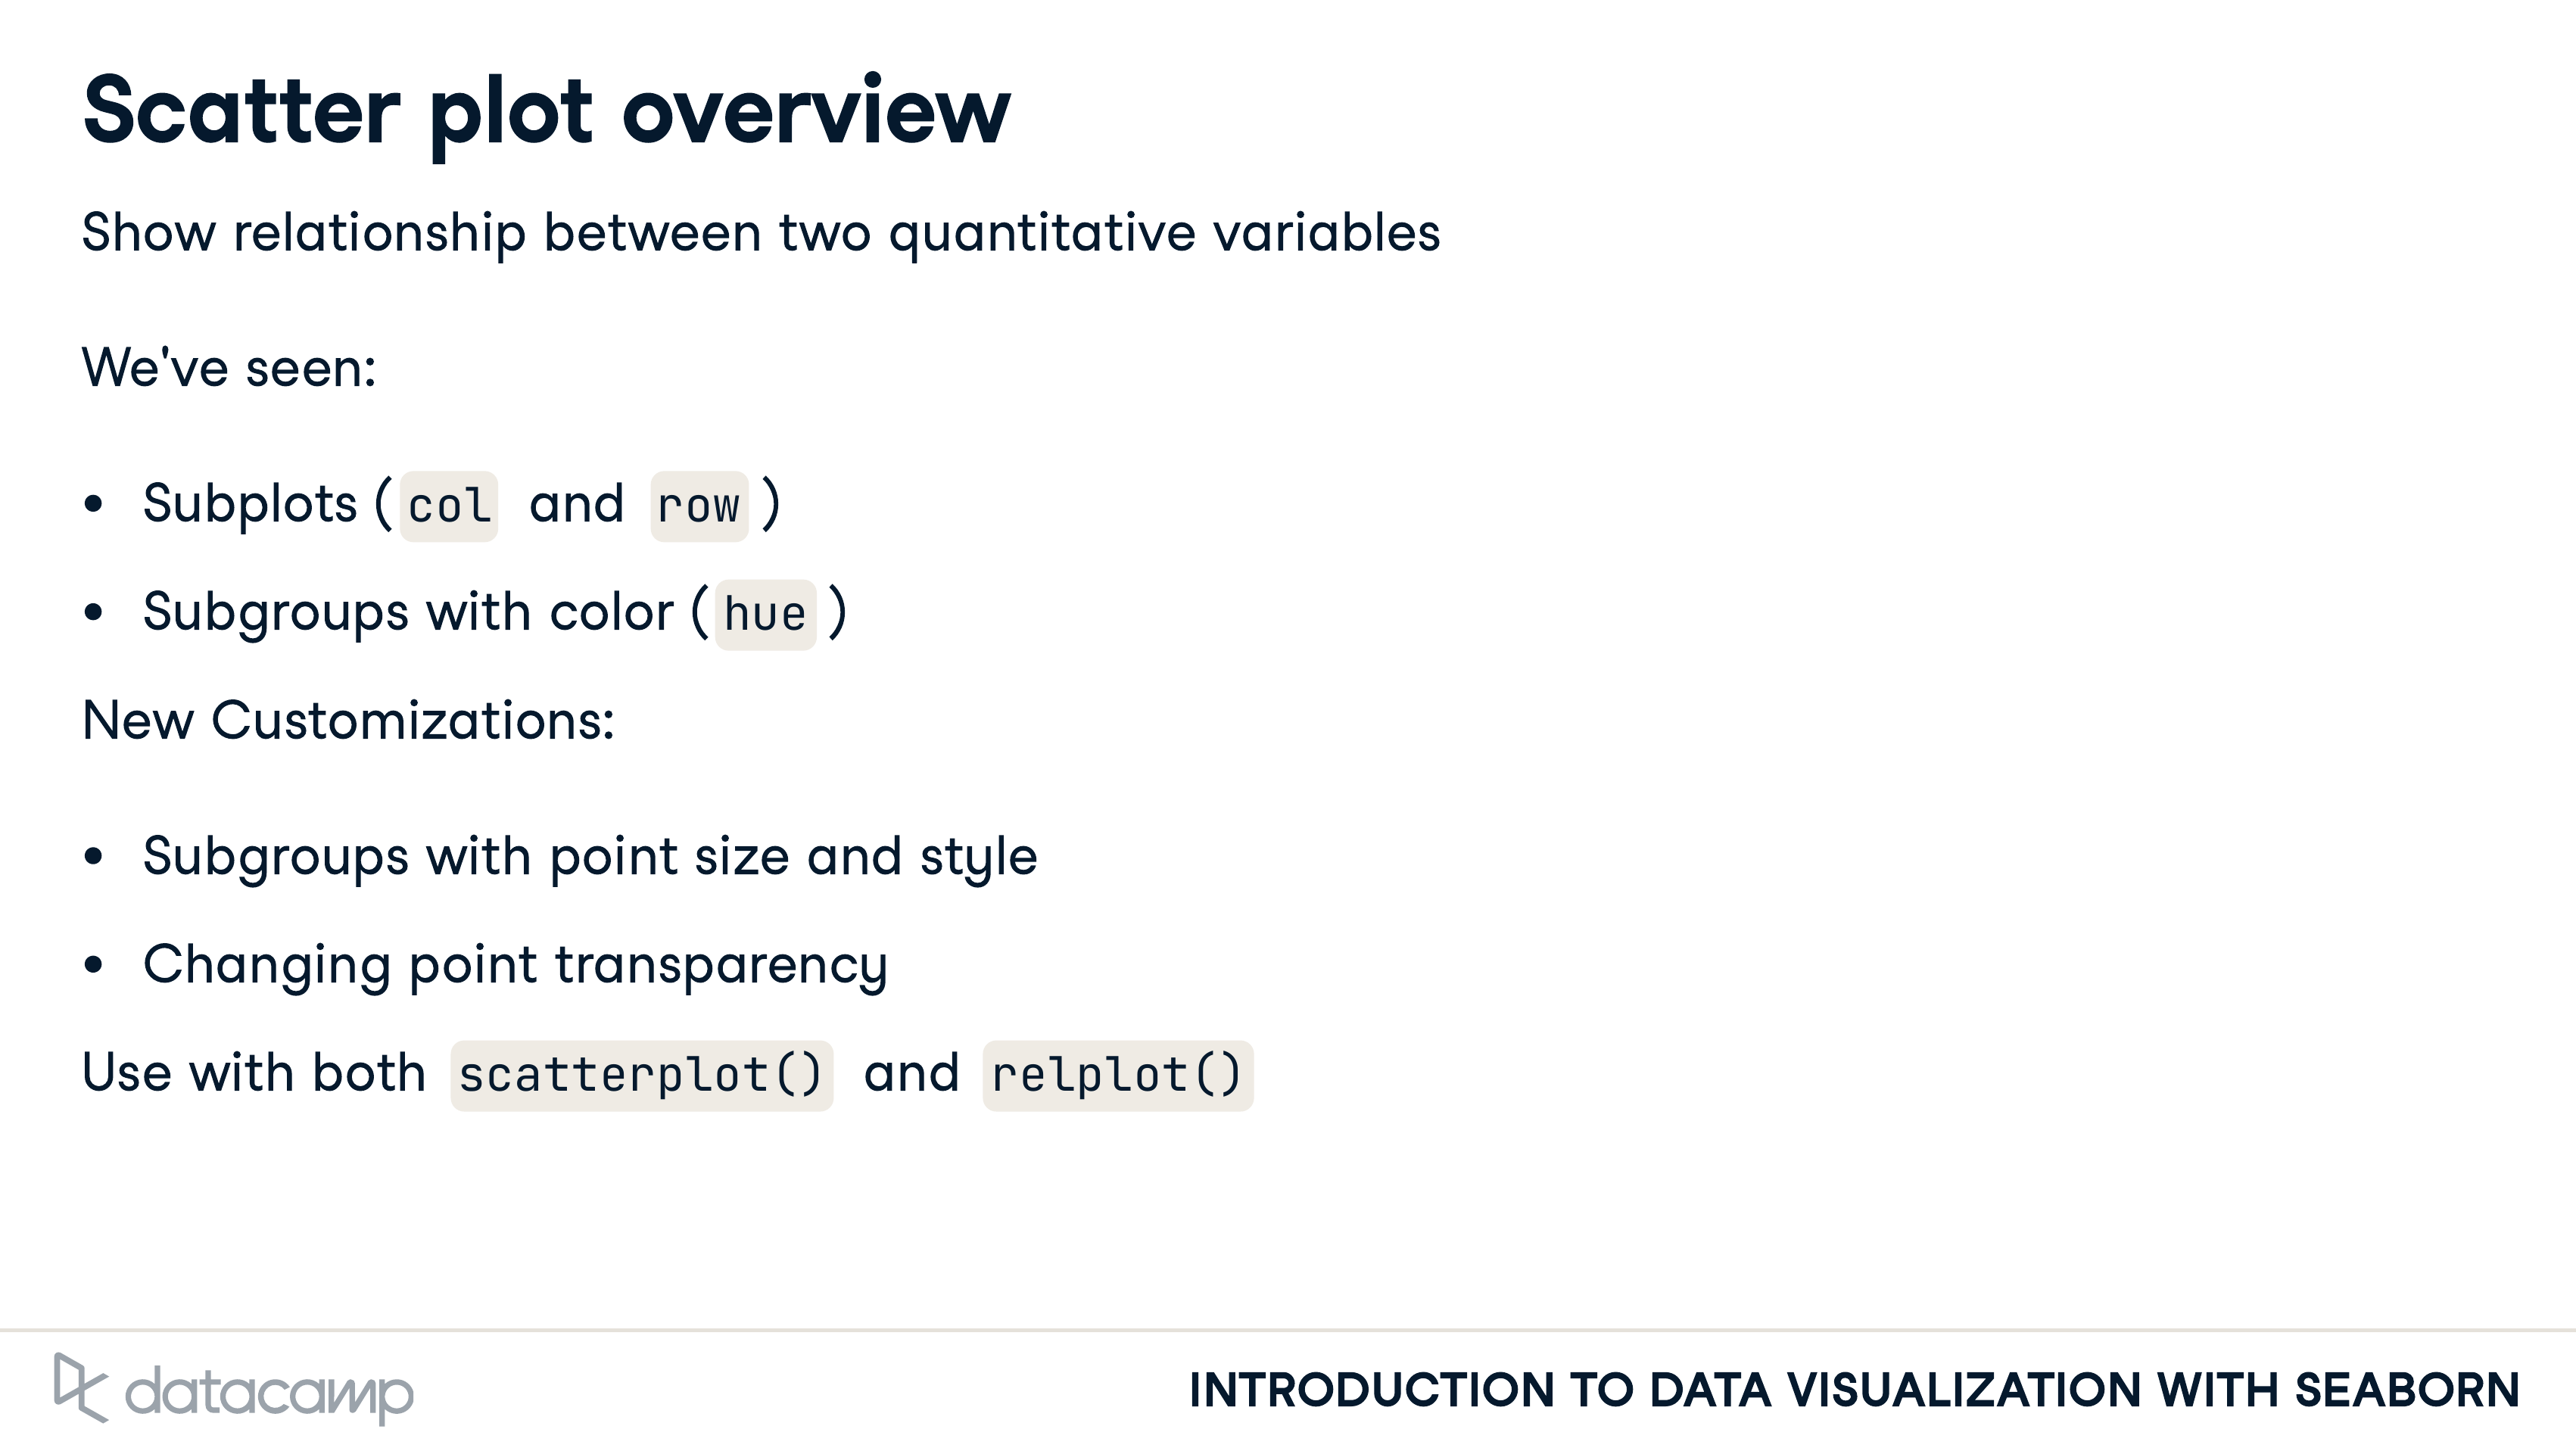 Scatter plot overview
Show relationship between two quantitative variables
We've seen:
• Subplots ( col and row )
• Subgroups with color ( hue )
New Customizations:
• Subgroups with point size and style
• Changing point transparency
Use with both scatterplot() and relplot()
datacamp
INTRODUCTION TO DATA VISUALIZATION WITH SEABORN